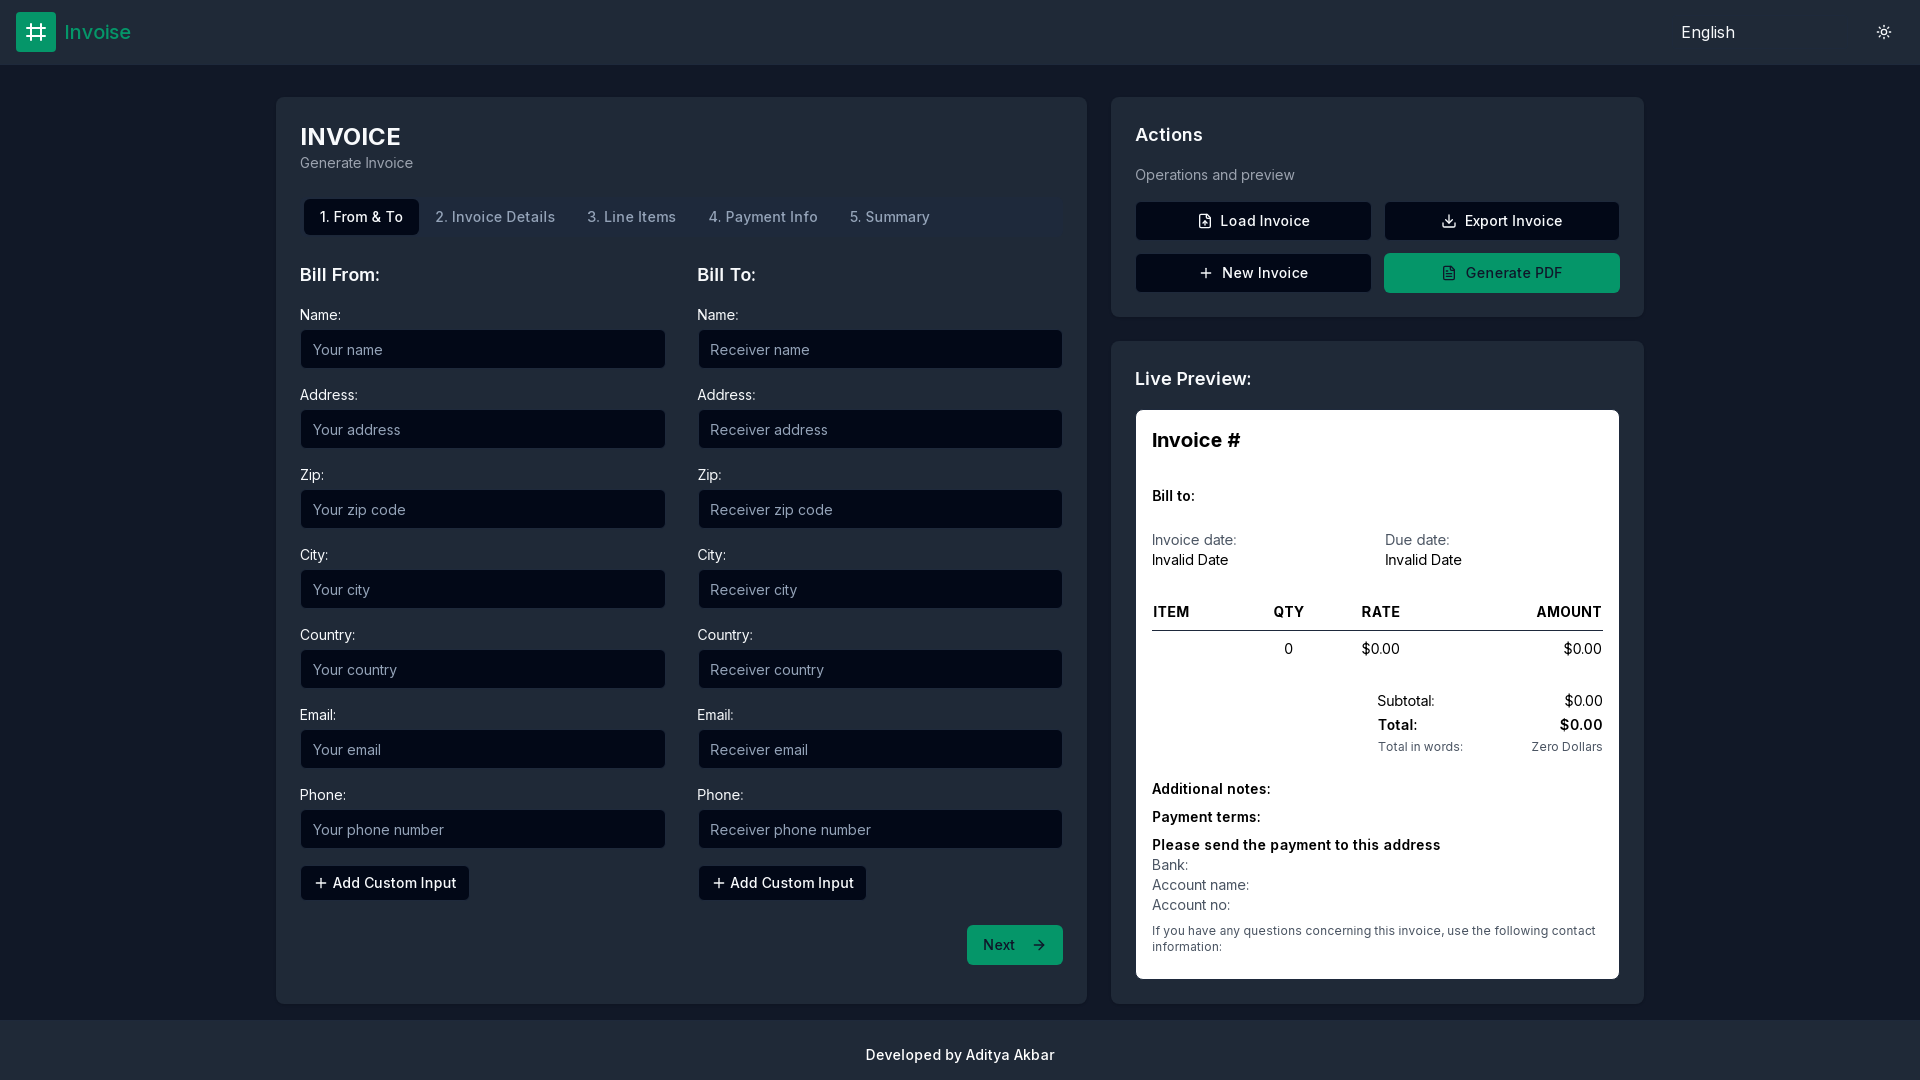 Invoise
English
INVOICE
Generate Invoice
1. From & To
2. Invoice Details
3. Line Items
4. Payment Info
5. Summary
Bill From:
Name:
Your name
Address:
Your address
Zip:
Your zip code
City:
Your city
Country:
Your country
Email:
Your email
Phone:
Your phone number
Add Custom Input
Bill To:
Name:
Receiver name
Address:
Receiver address
Zip:
Receiver zip code
City:
Receiver city
Country:
Receiver country
Email:
Receiver email
Phone:
Receiver phone number
Add Custom Input
Next
Actions
Operations and preview
Load Invoice
Export Invoice
New Invoice
Generate PDF
Live Preview:
Invoice #
Bill to:
Invoice date:
Invalid Date
Due date:
Invalid Date
ITEM QTY RATE AMOUNT
0 $0.00 $0.00
Subtotal: $0.00
Total: $0.00
Total in words: Zero Dollars
Additional notes:
Payment terms:
Please send the payment to this address
Bank:
Account name:
Account no:
If you have any questions concerning this invoice, use the following contact
information:
Developed by Aditya Akbar